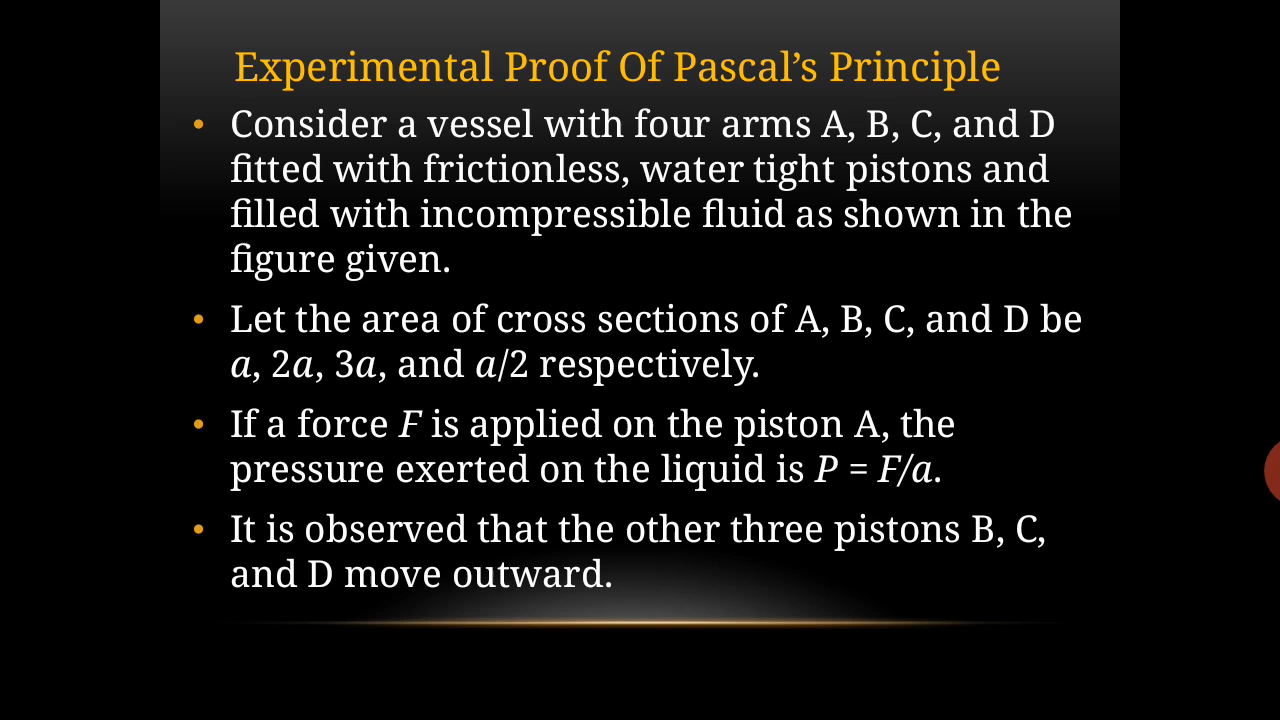 Experimental Proof Of Pascal’s Principle
• Consider a vessel with four arms A, B, C, and D
fitted with frictionless, water tight pistons and
filled with incompressible fluid as shown in the
figure given.
• Let the area of cross sections of A, B, C, and D be
a, 2a, 3a, and a/2 respectively.
• If a force F is applied on the piston A, the
pressure exerted on the liquid is P = F/a.
• It is observed that the other three pistons B, C,
and D move outward.